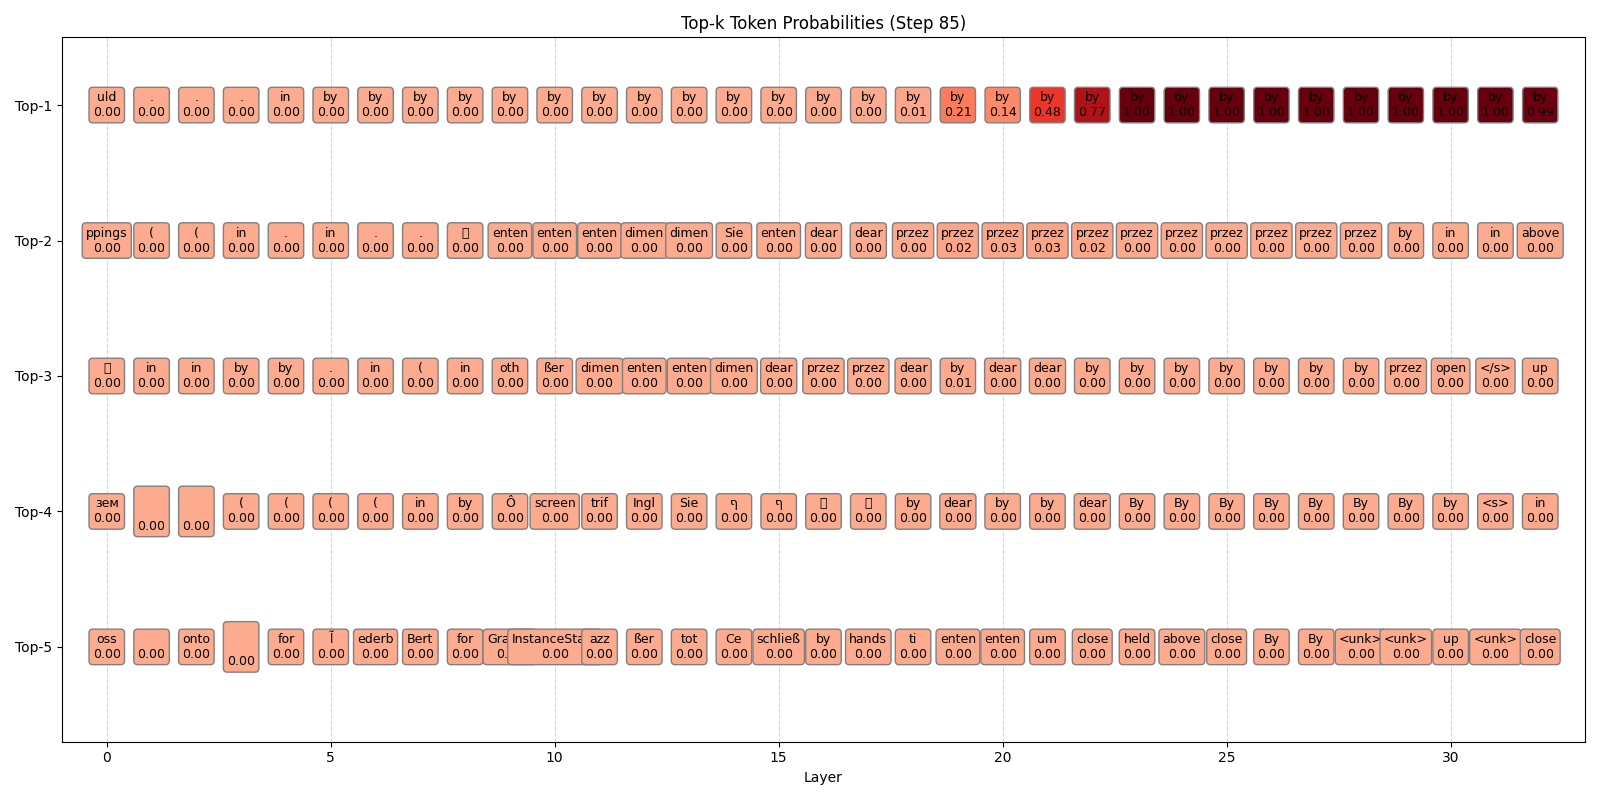 Top-k Token Probabilities (Step 85)
Top-1 uld . . . in by by by by by by by by by by by by by by by by by by by by by by by by by by by by
0.00 0.00 0.00 0.00 0.00 0.00 0.00 0.00 0.00 0.00 0.00 0.00 0.00 0.00 0.00 0.00 0.00 0.00 0.01 0.21 0.14 0.48 0.77 1.00 1.00 1.00 1.00 1.00 1.00 1.00 1.00 1.00 0.99
Top-2 ppings ( ( in . in . . enten enten enten dimen dimen Sie enten dear dear przez przez przez przez przez przez przez przez przez przez przez by in in above
0.00 0.00 0.00 0.00 0.00 0.00 0.00 0.00 0.00 0.00 0.00 0.00 0.00 0.00 0.00 0.00 0.00 0.00 0.00 0.02 0.03 0.03 0.02 0.00 0.00 0.00 0.00 0.00 0.00 0.00 0.00 0.00 0.00
Top-3 in in by by . in ( in oth ßer dimen enten enten dimen dear przez przez dear by dear dear by by by by by by by przez open </s> up
0.00 0.00 0.00 0.00 0.00 0.00 0.00 0.00 0.00 0.00 0.00 0.00 0.00 0.00 0.00 0.00 0.00 0.00 0.00 0.01 0.00 0.00 0.00 0.00 0.00 0.00 0.00 0.00 0.00 0.00 0.00 0.00 0.00
Top-4 зем ( ( ( ( in by Ô screen trif Ingl Sie ๆ ๆ by dear by by dear By By By By By By By by <s> in
0.00 0.00 0.00 0.00 0.00 0.00 0.00 0.00 0.00 0.00 0.00 0.00 0.00 0.00 0.00 0.00 0.00 0.00 0.00 0.00 0.00 0.00 0.00 0.00 0.00 0.00 0.00 0.00 0.00 0.00 0.00 0.00 0.00
Top-5 oss onto for Ĭ ederb Bert for Gra InstanceSta azz ßer tot Ce schließ by hands ti enten enten um close held above close By By <unk> <unk> up <unk> close
0.00 0.00 0.00 0.00 0.00 0.00 0.00 0.00 0.00 0. 0.00 0.00 0.00 0.00 0.00 0.00 0.00 0.00 0.00 0.00 0.00 0.00 0.00 0.00 0.00 0.00 0.00 0.00 0.00 0.00 0.00 0.00 0.00
0 5 10 15 20 25 30
Layer